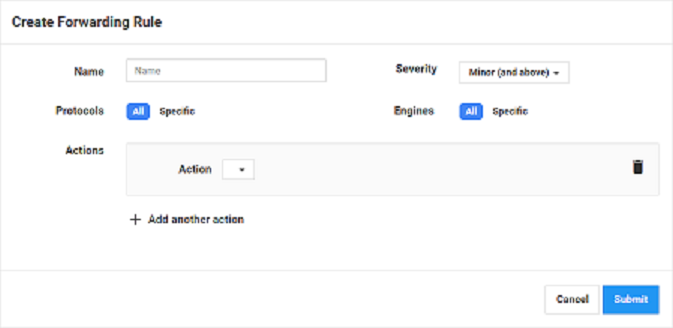 Create Forwarding Rule
Name Name Severity Minor (and above)
Protocols All Specific Engines All Specific
Actions
Action
+ Add another action
Cancel Submit